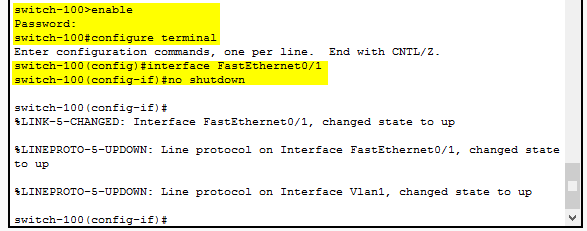 switch-100>enable
Password:
switch-100#configure terminal
Enter configuration commands, one per line.  End with CNTL/Z.
switch-100(config)#interface FastEthernet0/1
switch-100(config-if)#no shutdown
switch-100(config-if)#
%LINK-5-CHANGED: Interface FastEthernet0/1, changed state to up
%LINEPROTO-5-UPDOWN: Line protocol on Interface FastEthernet0/1, changed state
to up
%LINEPROTO-5-UPDOWN: Line protocol on Interface Vlan1, changed state to up
switch-100(config-if)#